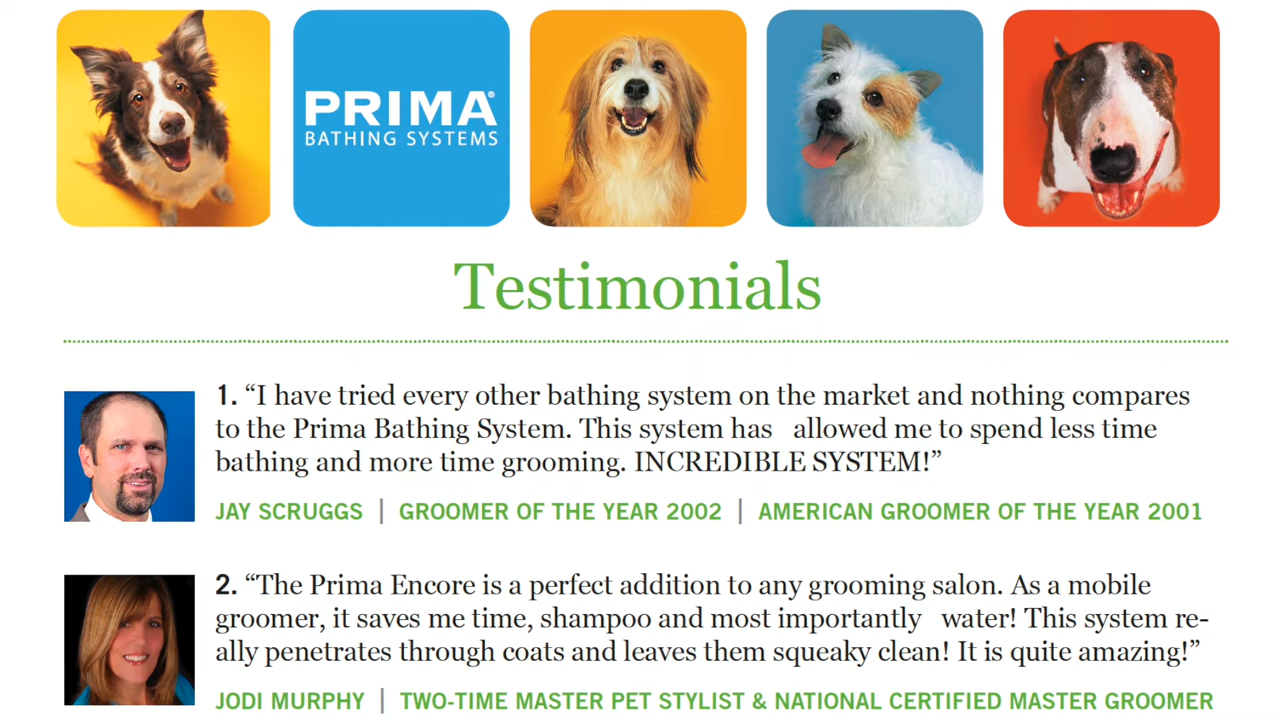 PRIMA®
BATHING SYSTEMS
Testimonials
1. “I have tried every other bathing system on the market and nothing compares
to the Prima Bathing System. This system has allowed me to spend less time
bathing and more time grooming. INCREDIBLE SYSTEM!”
JAY SCRUGGS | GROOMER OF THE YEAR 2002 | AMERICAN GROOMER OF THE YEAR 2001
2. “The Prima Encore is a perfect addition to any grooming salon. As a mobile
groomer, it saves me time, shampoo and most importantly water! This system re-
ally penetrates through coats and leaves them squeaky clean! It is quite amazing!”
JODI MURPHY | TWO-TIME MASTER PET STYLIST & NATIONAL CERTIFIED MASTER GROOMER